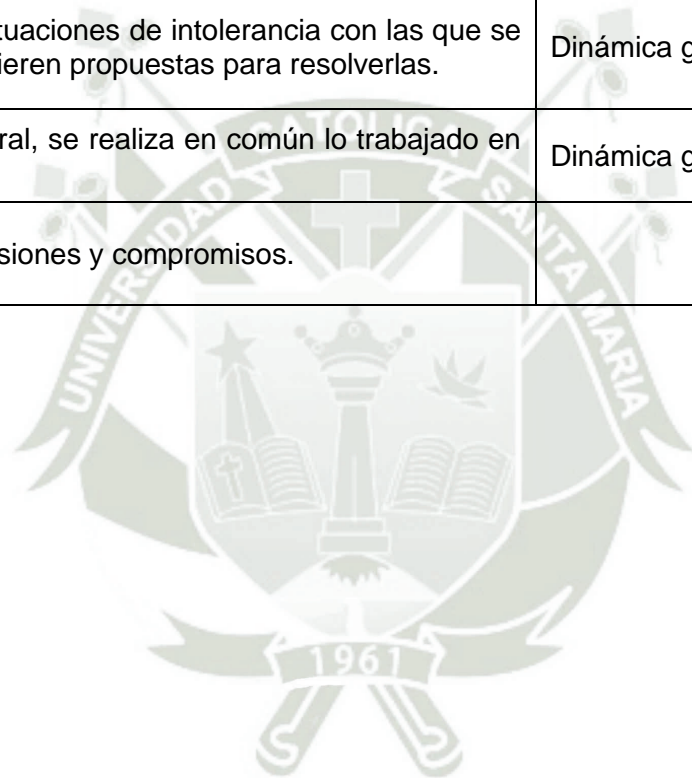 tuaciones de intolerancia con las que se
ieren propuestas para resolverlas.
Dinámica g
ral, se realiza en común lo trabajado en
Dinámica g
siones y compromisos.
UNIVERSIDAD CATOLICA SANTA MARIA
1961